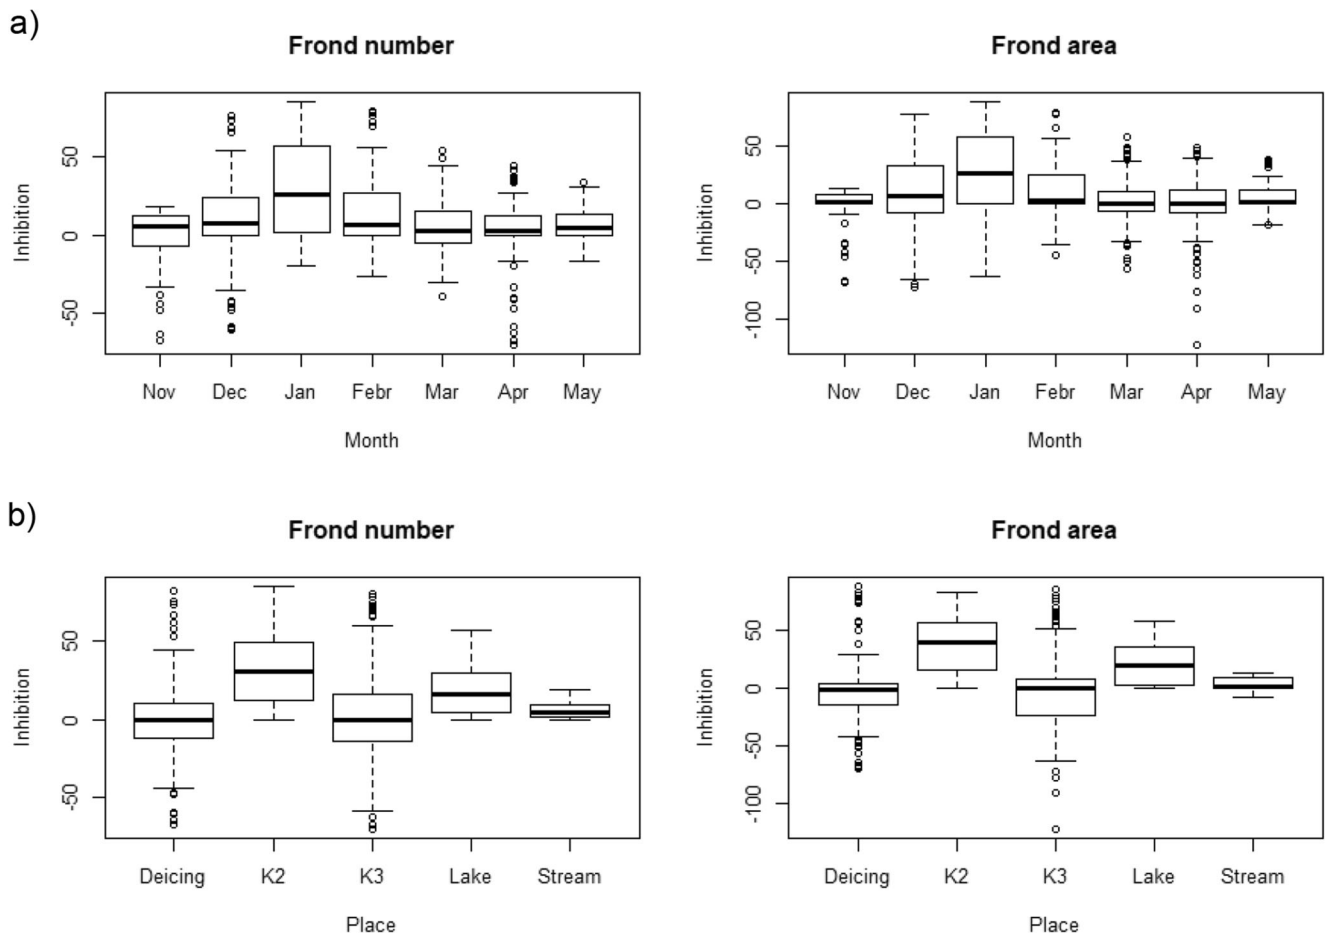 a)
Frond number
Frond area
Inhibition
50
0
-50
Nov Dec Jan Febr Mar Apr May
Month
Inhibition
50
0
-50
-100
Nov Dec Jan Febr Mar Apr May
Month
b)
Frond number
Frond area
Inhibition
50
0
-50
Deicing K2 K3 Lake Stream
Place
Inhibition
50
0
-50
-100
Deicing K2 K3 Lake Stream
Place